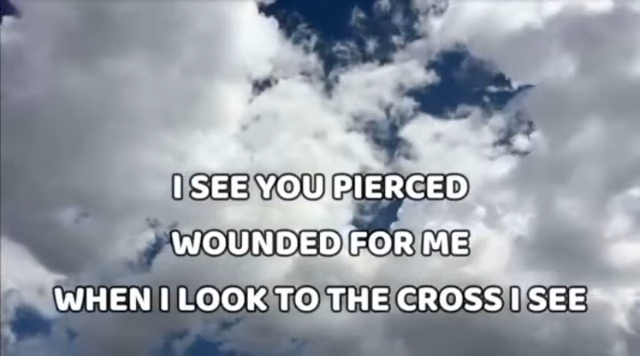 I SEE YOU PIERCED
WOUNDED FOR ME
WHEN I LOOK TO THE CROSS I SEE